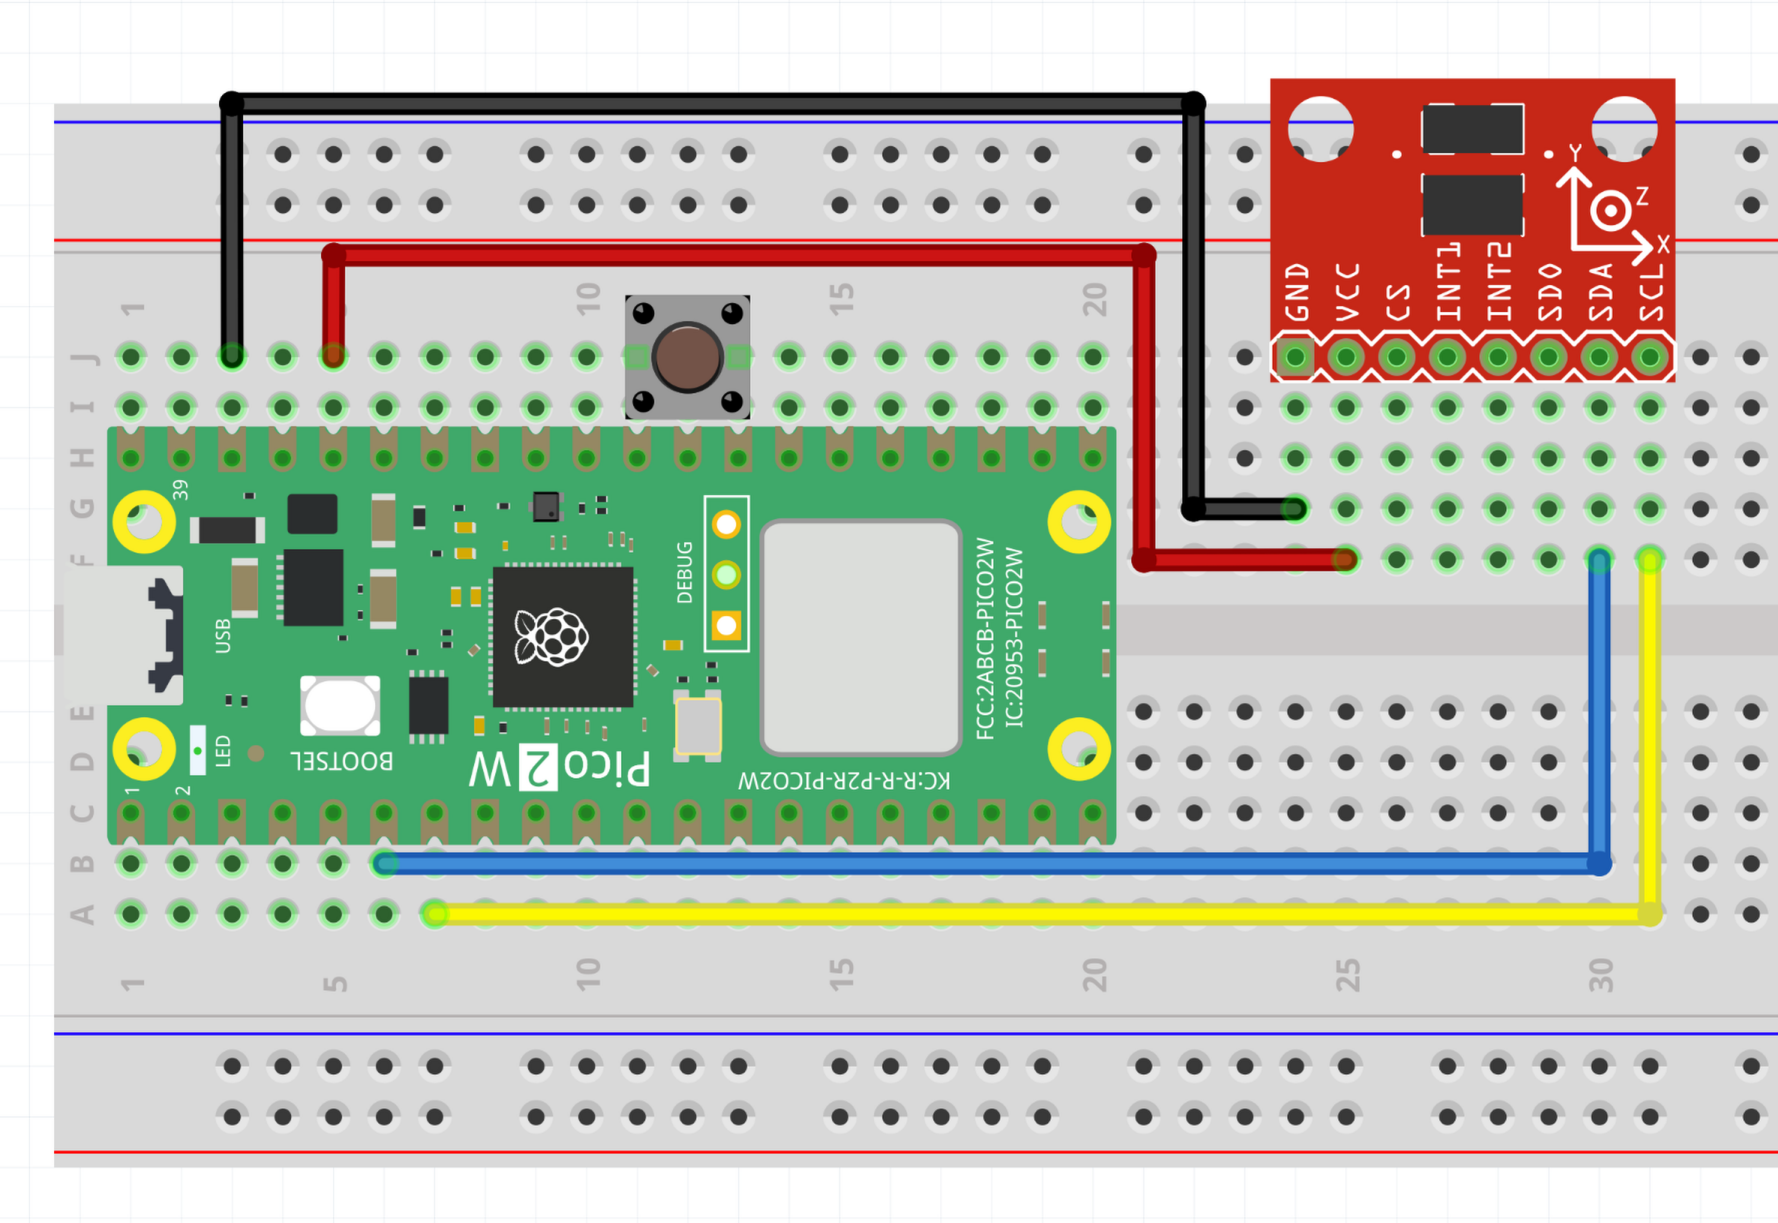 1
10
15
20
J
I
H
G
F
E
D
C
B
A
GND
VCC
CS
INT1
INT2
SDO
SDA
SCL
Y
Z
X
39
USB
DEBUG
FCC:2ABCB-PICO2W
IC:20953-PICO2W
LED
BOOTSEL
Pico 2 W
KC:R-R-P2R-PICO2W
1
2
1
5
10
15
20
25
30